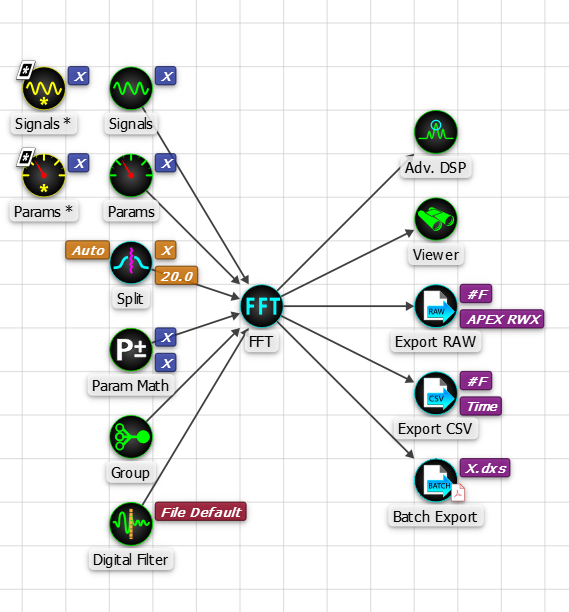 * X X
* Signals * Signals
* X X
* Params * Params
Adv. DSP
Viewer
Auto X
20.0
Split
FFT
FFT
#F
RAW
APEX RWX
Export RAW
P± X
X
Param Math
#F
CSV
Time
Export CSV
Group
X.dxs
BATCH
Batch Export
File Default
Digital Filter